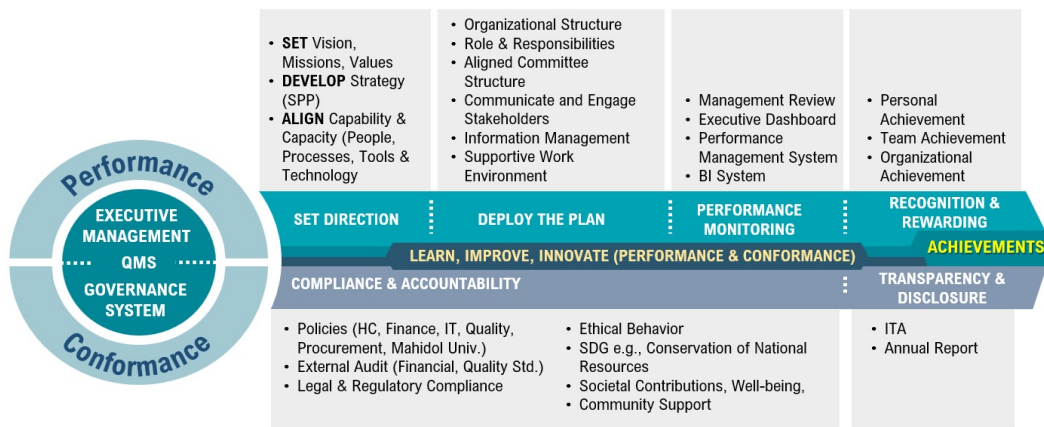 Performance
EXECUTIVE
MANAGEMENT
QMS
GOVERNANCE
SYSTEM
Conformance
• SET Vision,
Missions, Values
• DEVELOP Strategy
(SPP)
• ALIGN Capability &
Capacity (People,
Processes, Tools &
Technology
• Organizational Structure
• Role & Responsibilities
• Aligned Committee
Structure
• Communicate and Engage
Stakeholders
• Information Management
• Supportive Work
Environment
• Management Review
• Executive Dashboard
• Performance
Management System
• BI System
• Personal
Achievement
• Team Achievement
• Organizational
Achievement
SET DIRECTION
DEPLOY THE PLAN
PERFORMANCE
MONITORING
RECOGNITION &
REWARDING
ACHIEVEMENTS
LEARN, IMPROVE, INNOVATE (PERFORMANCE & CONFORMANCE)
COMPLIANCE & ACCOUNTABILITY
TRANSPARENCY &
DISCLOSURE
• Policies (HC, Finance, IT, Quality,
Procurement, Mahidol Univ.)
• External Audit (Financial, Quality Std.)
• Legal & Regulatory Compliance
• Ethical Behavior
• SDG e.g., Conservation of National
Resources
• Societal Contributions, Well-being,
• Community Support
• ITA
• Annual Report